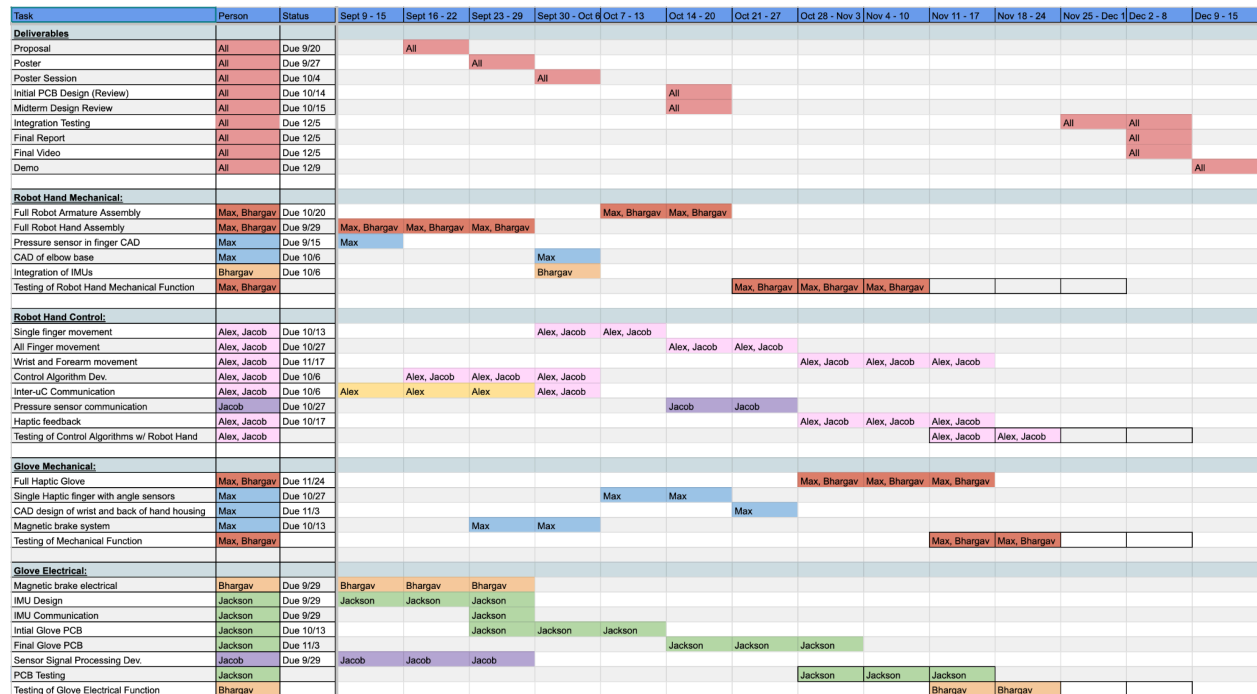 Task Person Status Sept 9 - 15 Sept 16 - 22 Sept 23 - 29 Sept 30 - Oct 6 Oct 7 - 13 Oct 14 - 20 Oct 21 - 27 Oct 28 - Nov 3 Nov 4 - 10 Nov 11 - 17 Nov 18 - 24 Nov 25 - Dec 1 Dec 2 - 8 Dec 9 - 15
Deliverables
Proposal All Due 9/20 All
Poster All Due 9/27 All
Poster Session All Due 10/4 All
Initial PCB Design (Review) All Due 10/14 All
Midterm Design Review All Due 10/15 All
Integration Testing All Due 12/5 All All
Final Report All Due 12/5 All
Final Video All Due 12/5 All
Demo All Due 12/9 All
Robot Hand Mechanical:
Full Robot Armature Assembly Max, Bhargav Due 10/20 Max, Bhargav Max, Bhargav
Full Robot Hand Assembly Max, Bhargav Due 9/29 Max, Bhargav Max, Bhargav Max, Bhargav
Pressure sensor in finger CAD Max Due 9/15 Max
CAD of elbow base Max Due 10/6 Max
Integration of IMUs Bhargav Due 10/6 Bhargav
Testing of Robot Hand Mechanical Function Max, Bhargav Max, Bhargav Max, Bhargav Max, Bhargav
Robot Hand Control:
Single finger movement Alex, Jacob Due 10/13 Alex, Jacob Alex, Jacob
All Finger movement Alex, Jacob Due 10/27 Alex, Jacob Alex, Jacob
Wrist and Forearm movement Alex, Jacob Due 11/17 Alex, Jacob Alex, Jacob Alex, Jacob
Control Algorithm Dev. Alex, Jacob Due 10/6 Alex, Jacob Alex, Jacob Alex, Jacob
Inter-uC Communication Alex, Jacob Due 10/6 Alex Alex Alex Alex, Jacob
Pressure sensor communication Jacob Due 10/27 Jacob Jacob
Haptic feedback Alex, Jacob Due 10/17 Alex, Jacob Alex, Jacob Alex, Jacob
Testing of Control Algorithms w/ Robot Hand Alex, Jacob Alex, Jacob Alex, Jacob
Glove Mechanical:
Full Haptic Glove Max, Bhargav Due 11/24 Max, Bhargav Max, Bhargav Max, Bhargav
Single Haptic finger with angle sensors Max Due 10/27 Max Max
CAD design of wrist and back of hand housing Max Due 11/3 Max
Magnetic brake system Max Due 10/13 Max Max
Testing of Mechanical Function Max, Bhargav Max, Bhargav Max, Bhargav
Glove Electrical:
Magnetic brake electrical Bhargav Due 9/29 Bhargav Bhargav Bhargav
IMU Design Jackson Due 9/29 Jackson Jackson Jackson
IMU Communication Jackson Due 9/29 Jackson
Intial Glove PCB Jackson Due 10/13 Jackson Jackson Jackson
Final Glove PCB Jackson Due 11/3 Jackson Jackson Jackson
Sensor Signal Processing Dev. Jacob Due 9/29 Jacob Jacob Jacob
PCB Testing Jackson Jackson Jackson Jackson
Testing of Glove Electrical Function Bhargav Bhargav Bhargav